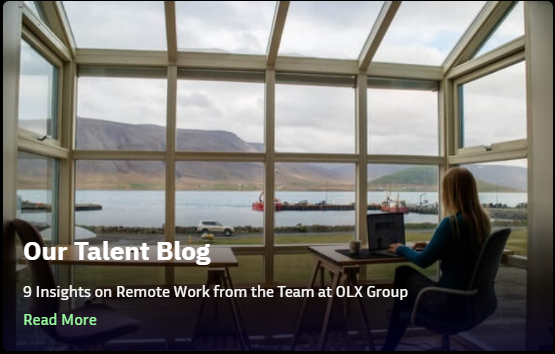 Our Talent Blog
9 Insights on Remote Work from the Team at OLX Group
Read More